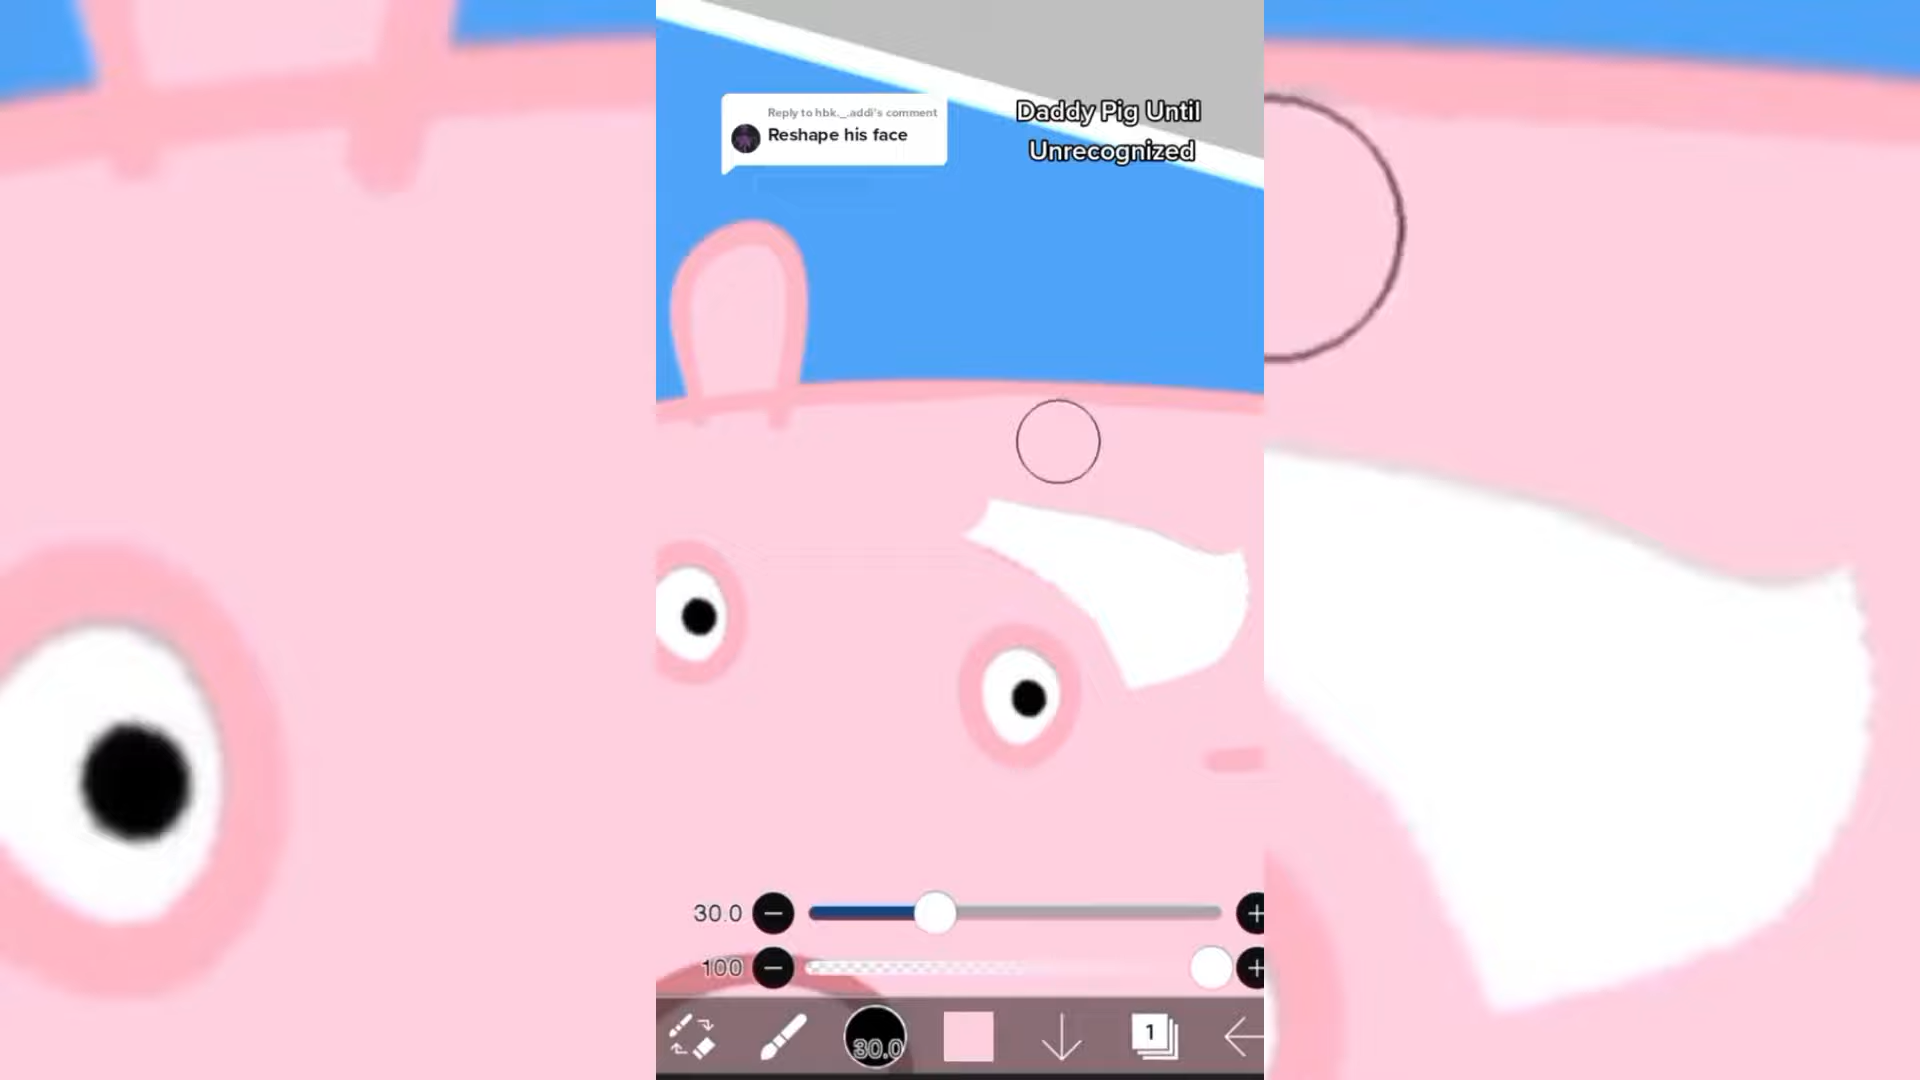 Reply to hbk._.addi's comment
Reshape his face
Daddy Pig Until
Unrecognized
30.0
100
30.0
1